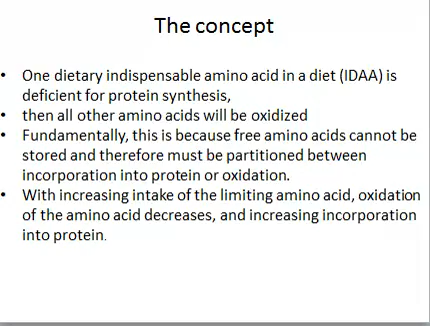 The concept
• One dietary indispensable amino acid in a diet (IDAA) is
deficient for protein synthesis,
• then all other amino acids will be oxidized
• Fundamentally, this is because free amino acids cannot be
stored and therefore must be partitioned between
incorporation into protein or oxidation.
• With increasing intake of the limiting amino acid, oxidation
of the amino acid decreases, and increasing incorporation
into protein.